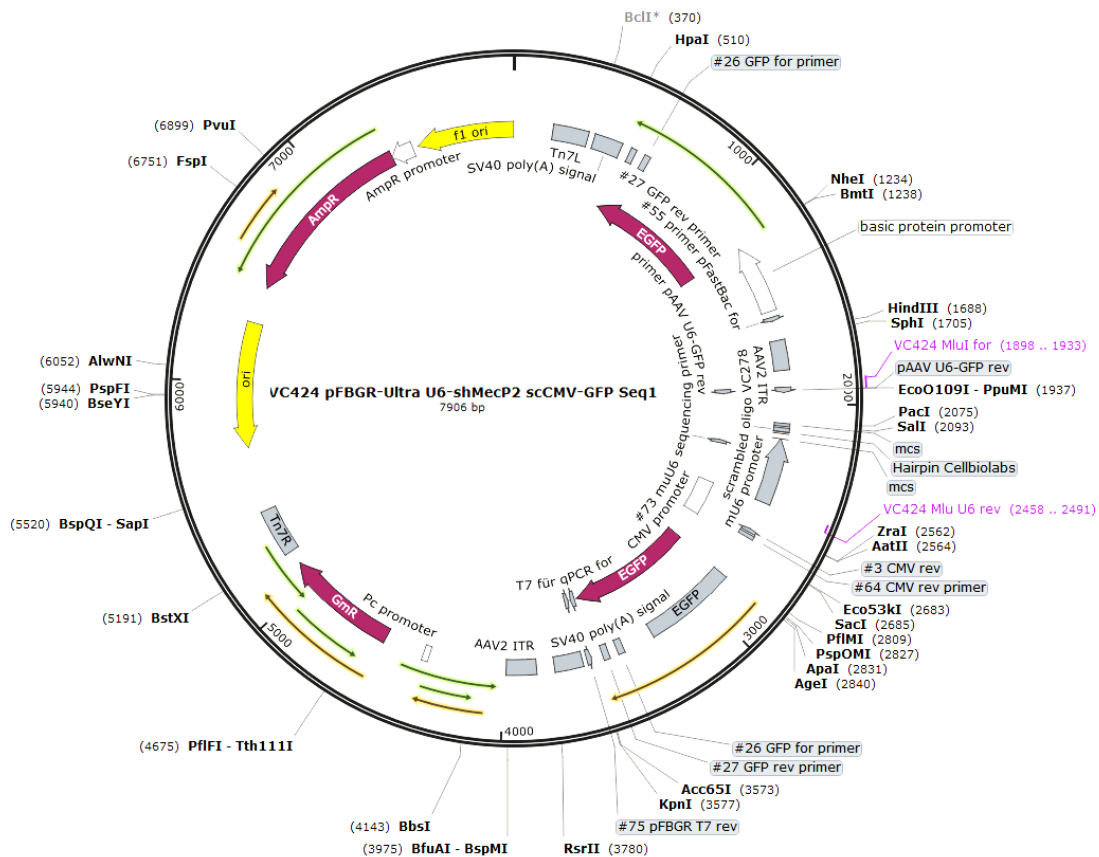 BclI* (370)
HpaI (510)
#26 GFP for primer
1000
NheI (1234)
BmtI (1238)
basic protein promoter
HindIII (1688)
SphI (1705)
VC424 MluI for (1898 .. 1933)
pAAV U6-GFP rev
EcoO109I - PpuMI (1937)
2000
PacI (2075)
SalI (2093)
mcs
Hairpin Cellbiolabs
mcs
VC424 Mlu U6 rev (2458 .. 2491)
ZraI (2562)
AatII (2564)
#3 CMV rev
#64 CMV rev primer
Eco53kI (2683)
SacI (2685)
PflMI (2809)
PspOMI (2827)
ApaI (2831)
AgeI (2840)
3000
#26 GFP for primer
#27 GFP rev primer
Acc65I (3573)
KpnI (3577)
#75 pFBGR T7 rev
RsrII (3780)
4000
(3975) BfuAI - BspMI
(4143) BbsI
(4675) PflFI - Tth111I
5000
(5191) BstXI
(5520) BspQI - SapI
(5940) BseYI
(5944) PspFI
6000
(6052) AlwNI
(6751) FspI
(6899) PvuI
7000
f1 ori
AmpR promoter
AmpR
ori
Tn7R
GmR
Pc promoter
AAV2 ITR
SV40 poly(A) signal
EGFP
T7 für qPCR for
EGFP
CMV promoter
#73 muU6 sequencing primer
mU6 promoter
scrambled oligo VC278
AAV2 ITR
primer pAAV U6-GFP rev
#55 primer pFastBac for
EGFP
#27 GFP rev primer
SV40 poly(A) signal
Tn7L
VC424 pFBGR-Ultra U6-shMecP2 scCMV-GFP Seq1
7906 bp